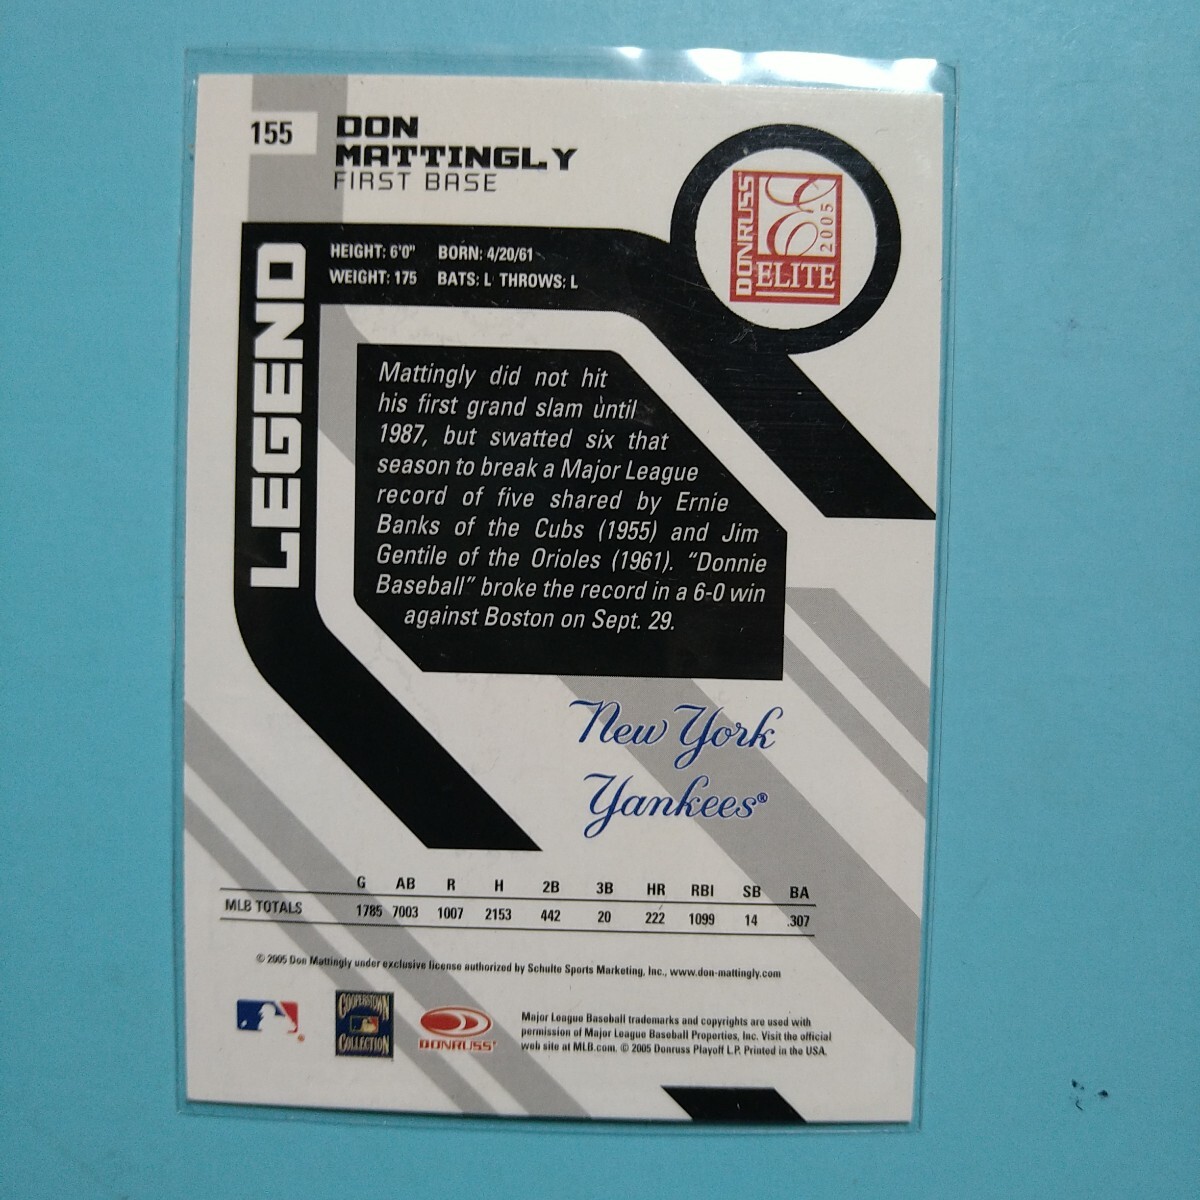 155
DON
MATTINGLY
FIRST BASE
DONRUSS
E
2005
ELITE
HEIGHT: 6'0" BORN: 4/20/61
WEIGHT: 175 BATS: L THROWS: L
LEGEND
Mattingly did not hit
his first grand slam until
1987, but swatted six that
season to break a Major League
record of five shared by Ernie
Banks of the Cubs (1955) and Jim
Gentile of the Orioles (1961). “Donnie
Baseball” broke the record in a 6-0 win
against Boston on Sept. 29.
New York
Yankees®
G AB R H 2B 3B HR RBI SB BA
MLB TOTALS 1785 7003 1007 2153 442 20 222 1099 14 .307
© 2005 Don Mattingly under exclusive license authorized by Schulte Sports Marketing, Inc., www.don-mattingly.com
COOPERSTOWN
COLLECTION
DONRUSS
Major League Baseball trademarks and copyrights are used with
permission of Major League Baseball Properties, Inc. Visit the official
web site at MLB.com. © 2005 Donruss Playoff L.P. Printed in the USA.